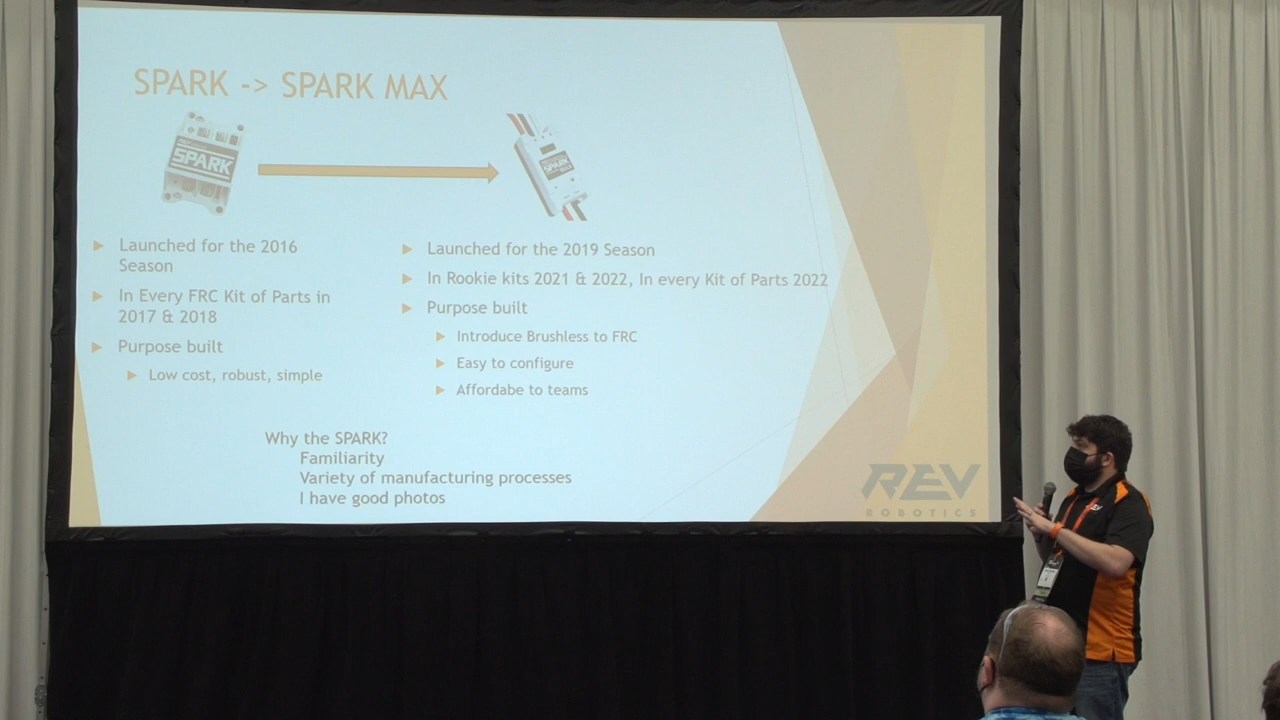 SPARK -> SPARK MAX
SPARK
SPARK
MAX
Launched for the 2016
Season
In Every FRC Kit of Parts in
2017 & 2018
Purpose built
Low cost, robust, simple
Launched for the 2019 Season
In Rookie kits 2021 & 2022, In every Kit of Parts 2022
Purpose built
Introduce Brushless to FRC
Easy to configure
Affordabe to teams
Why the SPARK?
Familiarity
Variety of manufacturing processes
I have good photos
REV
ROBOTICS
REV